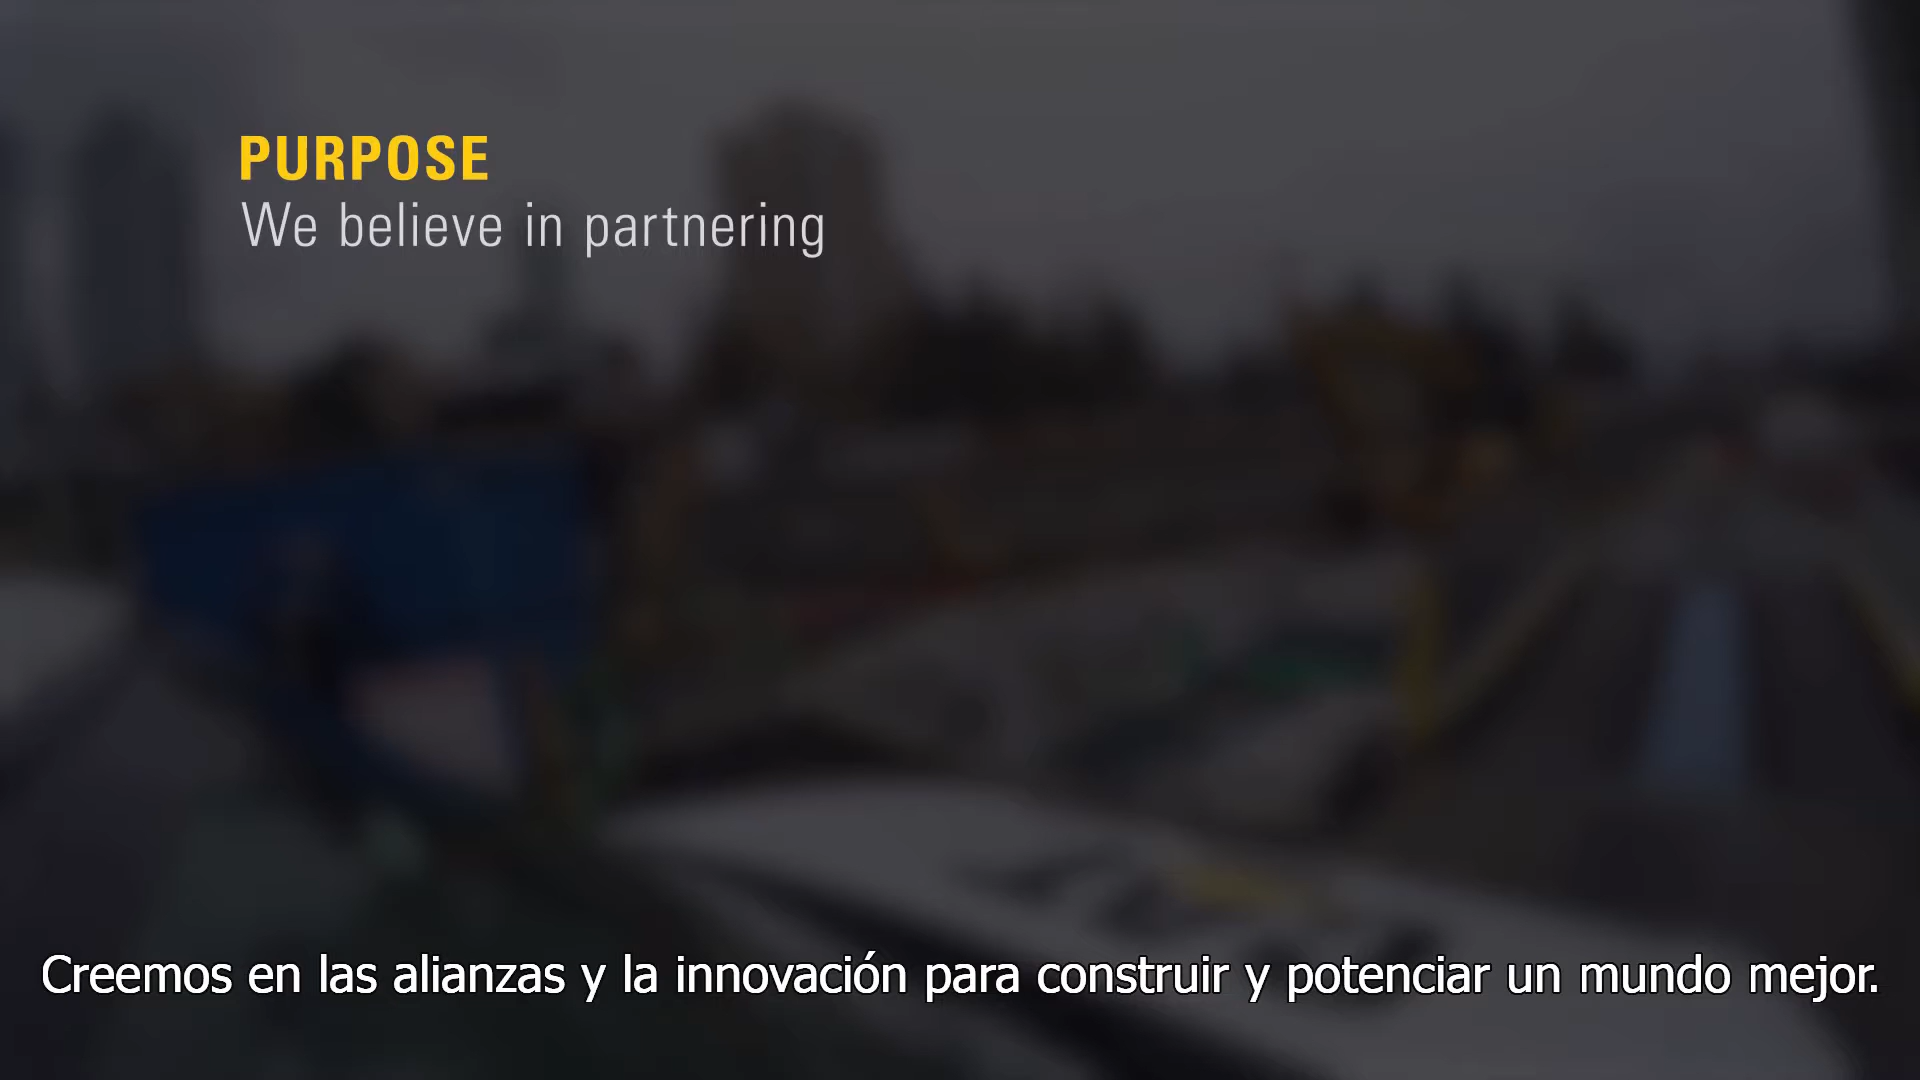 PURPOSE
We believe in partnering
Creemos en las alianzas y la innovación para construir y potenciar un mundo mejor.